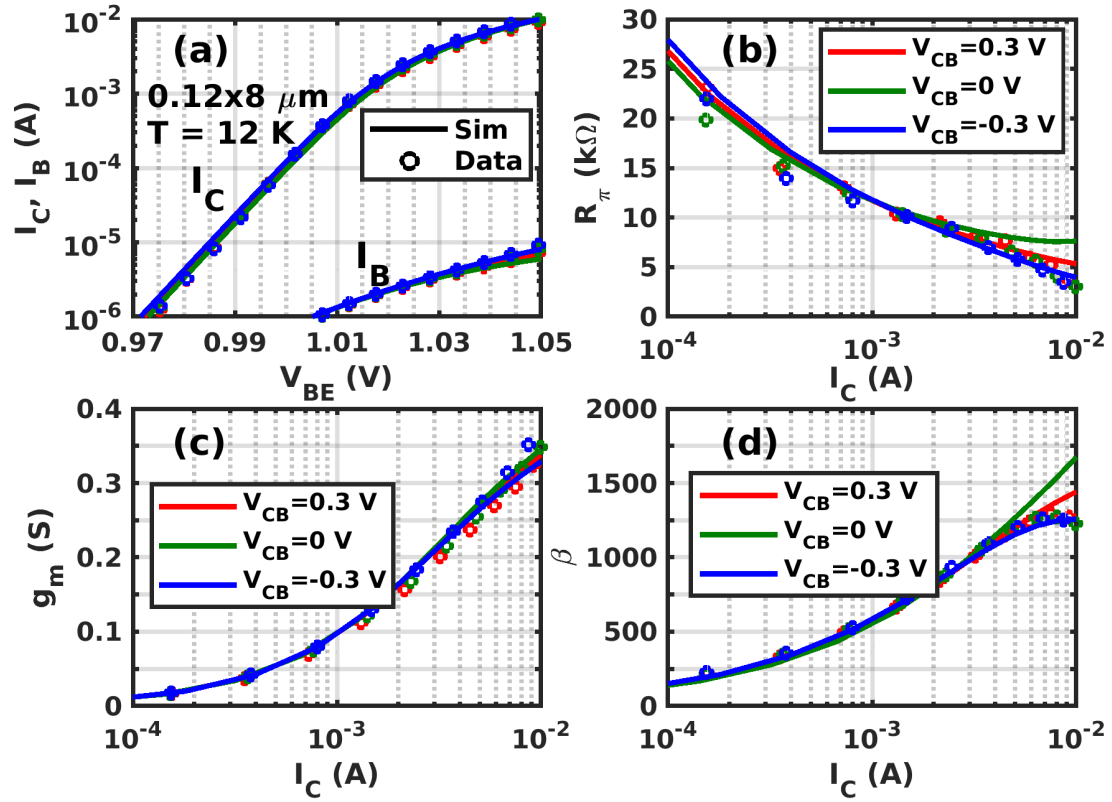 (a)
0.12x8 μm
T = 12 K
Sim
Data
I_C
I_B
I_C, I_B (A)
10^-2
10^-3
10^-4
10^-5
10^-6
0.97
0.99
1.01
1.03
1.05
V_BE (V)
(b)
V_CB=0.3 V
V_CB=0 V
V_CB=-0.3 V
R_π (kΩ)
30
25
20
15
10
5
0
10^-4
10^-3
10^-2
I_C (A)
(c)
V_CB=0.3 V
V_CB=0 V
V_CB=-0.3 V
g_m (S)
0.4
0.3
0.2
0.1
0
10^-4
10^-3
10^-2
I_C (A)
(d)
V_CB=0.3 V
V_CB=0 V
V_CB=-0.3 V
β
2000
1500
1000
500
0
10^-4
10^-3
10^-2
I_C (A)